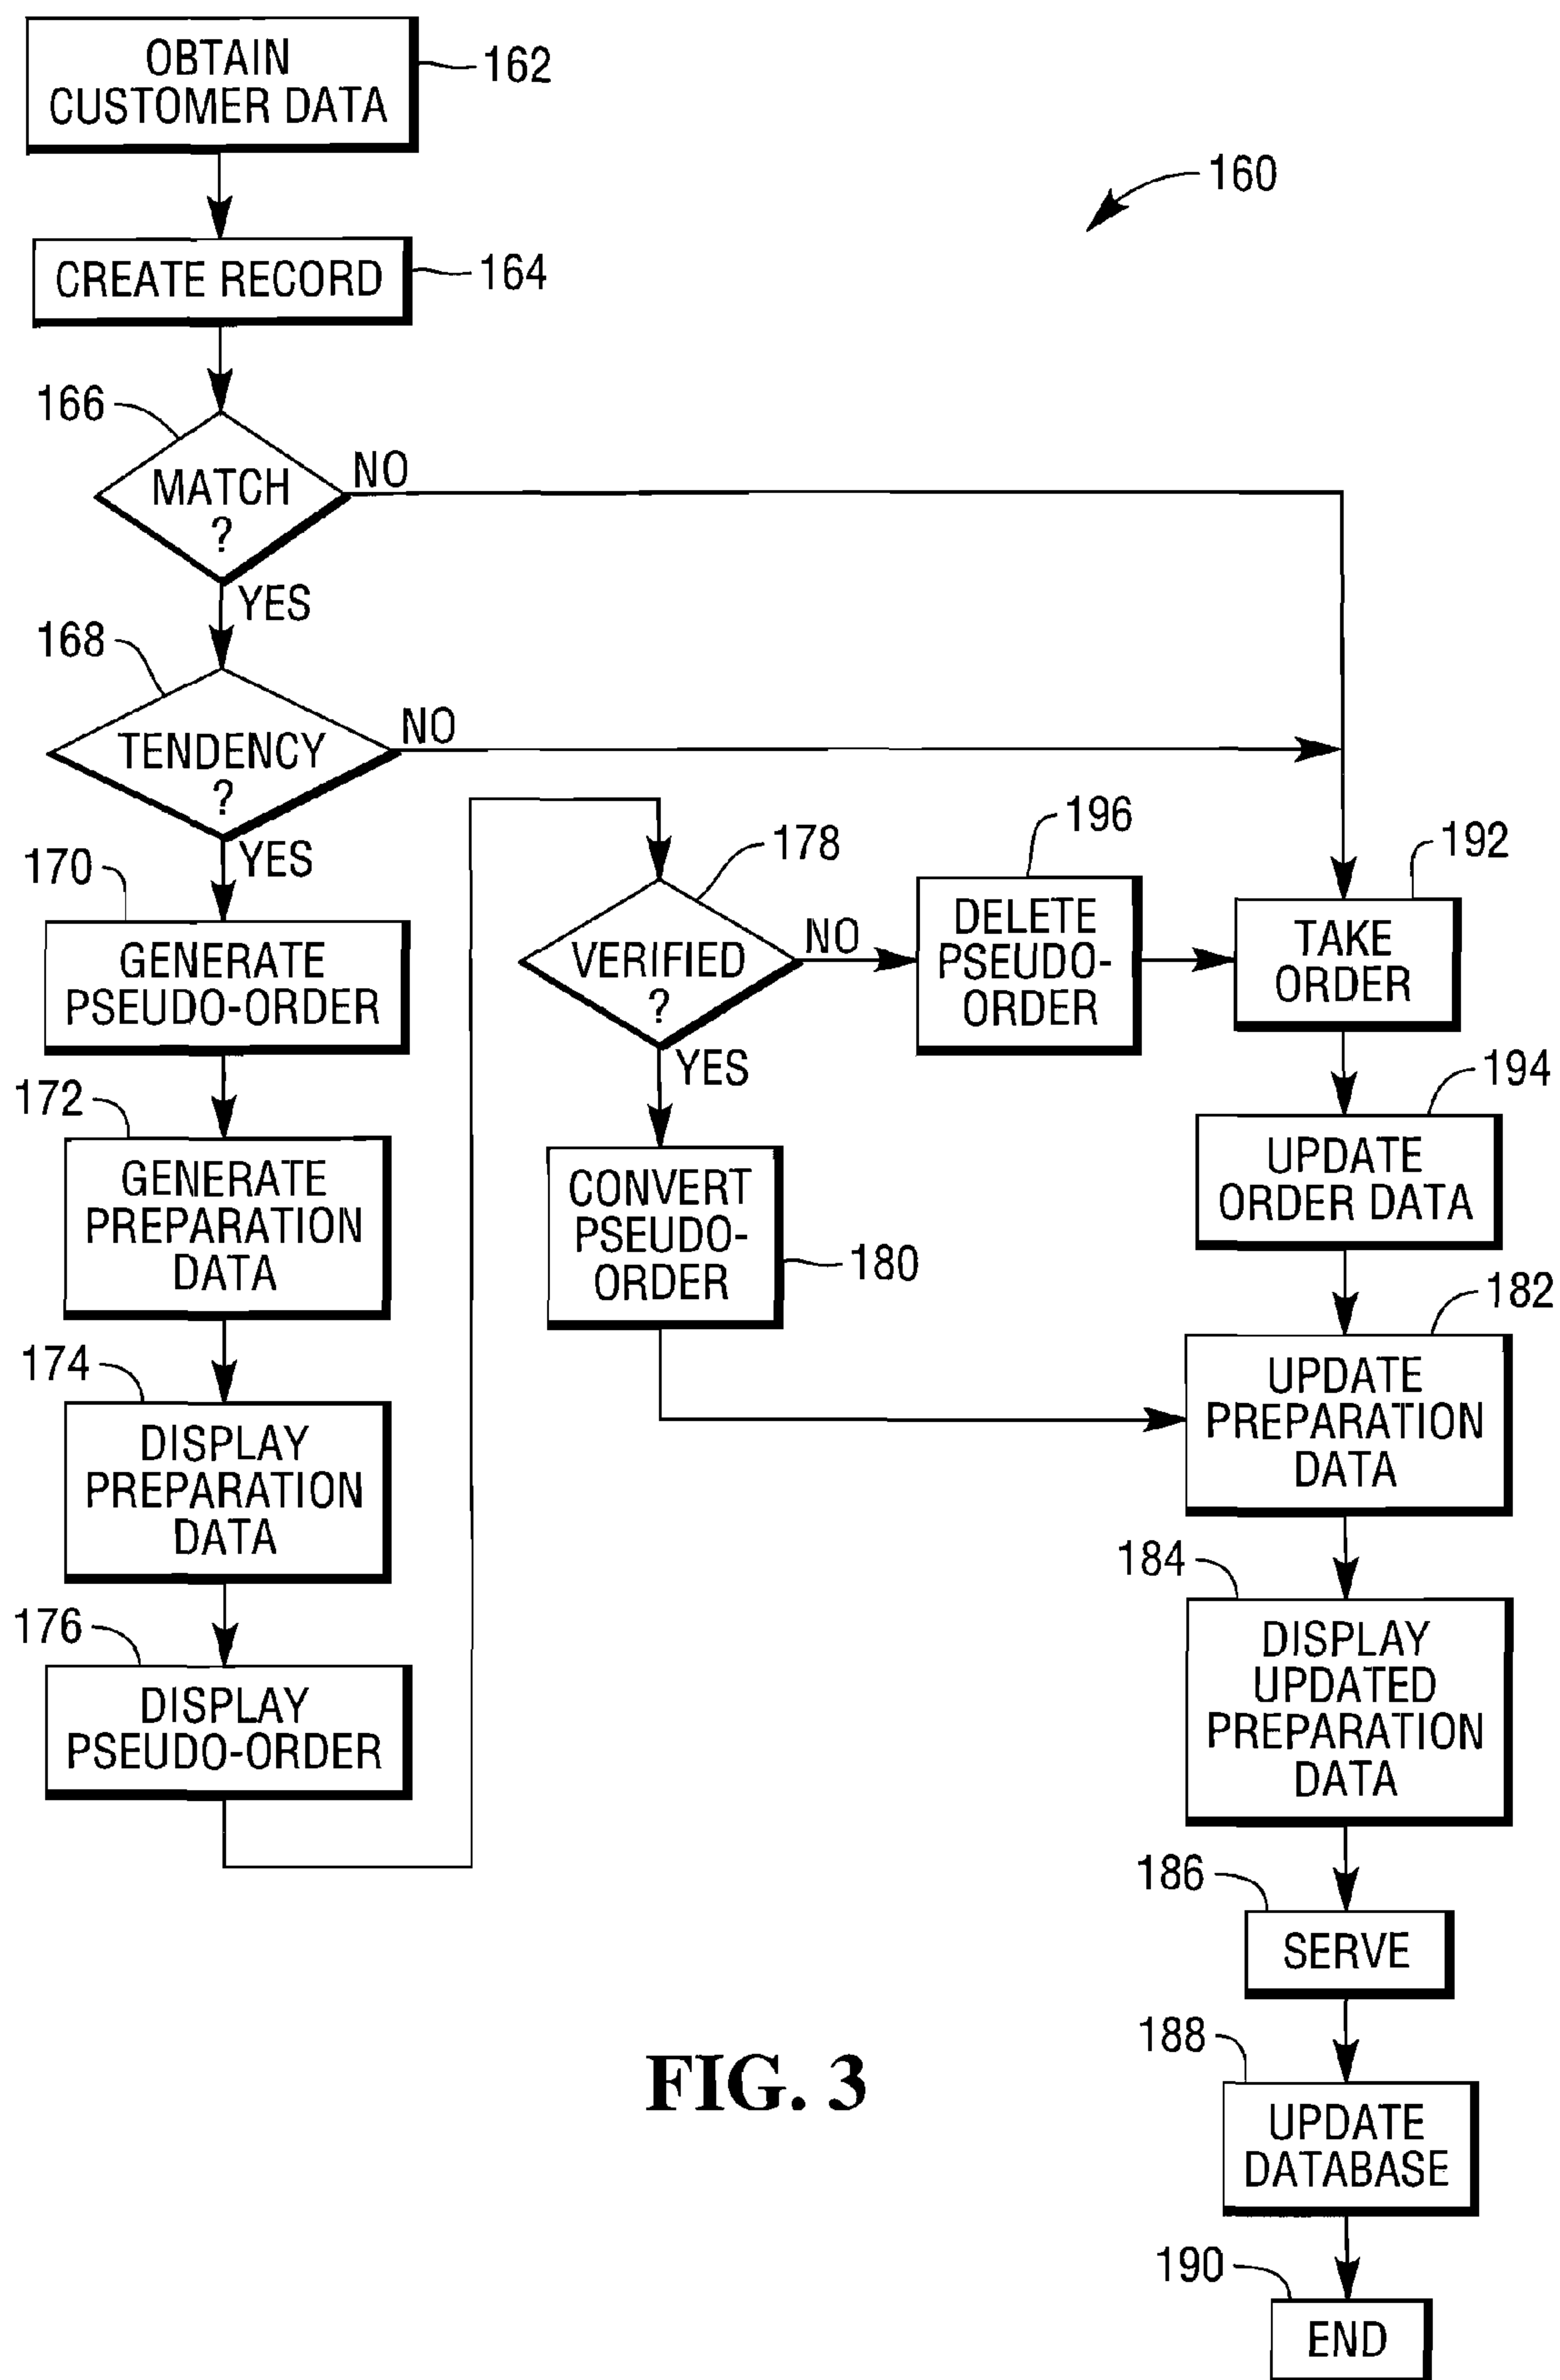 OBTAIN
CUSTOMER DATA
162
160
CREATE RECORD
164
166
MATCH
?
NO
YES
168
TENDENCY
?
NO
YES
170
GENERATE
PSEUDO-ORDER
172
GENERATE
PREPARATION
DATA
174
DISPLAY
PREPARATION
DATA
176
DISPLAY
PSEUDO-ORDER
178
VERIFIED
?
NO
YES
196
DELETE
PSEUDO-
ORDER
192
TAKE
ORDER
CONVERT
PSEUDO-
ORDER
180
194
UPDATE
ORDER DATA
182
UPDATE
PREPARATION
DATA
184
DISPLAY
UPDATED
PREPARATION
DATA
186
SERVE
188
UPDATE
DATABASE
190
END
FIG. 3